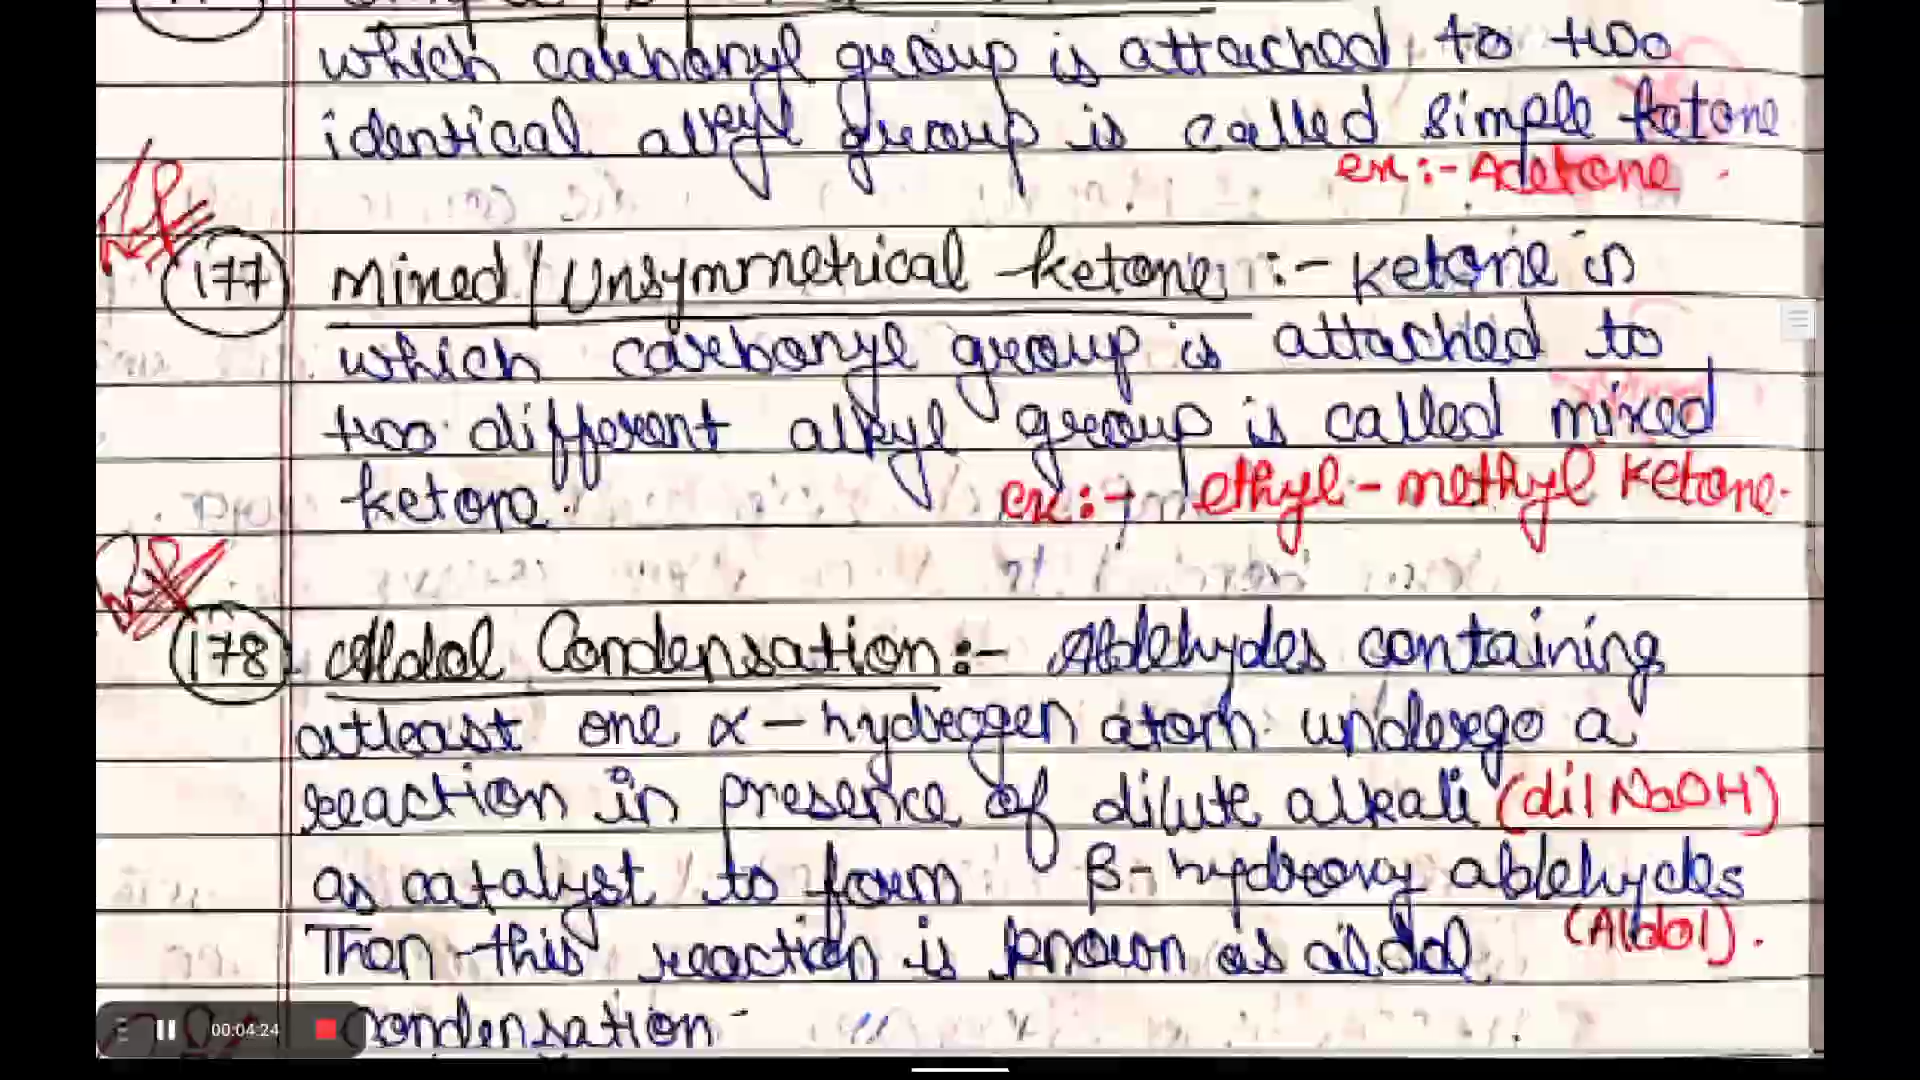 which carbonyl group is attached to two
identical alkyl group is called simple ketone
ex:- Acetone
177 Mixed/Unsymmetrical ketone :- Ketone in
which carbonyl group is attached to
two different alkyl group is called mixed
ketone.
ex:- ethyl-methyl ketone.
178 Aldol Condensation :- Aldehydes containing
atleast one α-hydrogen atom undergo a
reaction in presence of dilute alkali (dil NaOH)
as catalyst to form β-hydroxy aldehydes
(Aldol).
Then this reaction is known as aldol
condensation
00:04:24